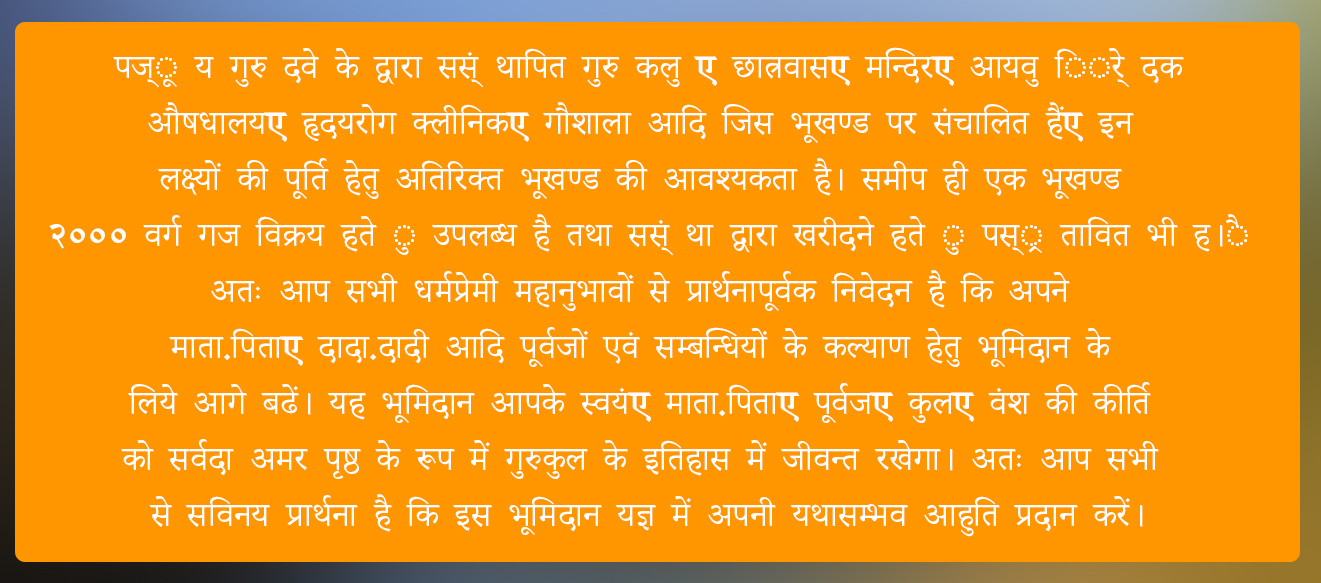 पज्ू य गुरु दवे के द्वारा सस्ं थापित गुरु कलु ए छात्रवासए मन्दिरए आयवु िर्े दक
औषधालयए हृदयरोग क्लीनिकए गौशाला आदि जिस भूखण्ड पर संचालित हैंए इन
लक्ष्यों की पूर्ति हेतु अतिरिक्त भूखण्ड की आवश्यकता है। समीप ही एक भूखण्ड
२००० वर्ग गज विक्रय हते ु उपलब्ध है तथा सस्ं था द्वारा खरीदने हते ु पस््र तावित भी ह।ै
अतः आप सभी धर्मप्रेमी महानुभावों से प्रार्थनापूर्वक निवेदन है कि अपने
माता.पिताए दादा.दादी आदि पूर्वजों एवं सम्बन्धियों के कल्याण हेतु भूमिदान के
लिये आगे बढें। यह भूमिदान आपके स्वयंए माता.पिताए पूर्वजए कुलए वंश की कीर्ति
को सर्वदा अमर पृष्ठ के रूप में गुरुकुल के इतिहास में जीवन्त रखेगा। अतः आप सभी
से सविनय प्रार्थना है कि इस भूमिदान यज्ञ में अपनी यथासम्भव आहुति प्रदान करें।